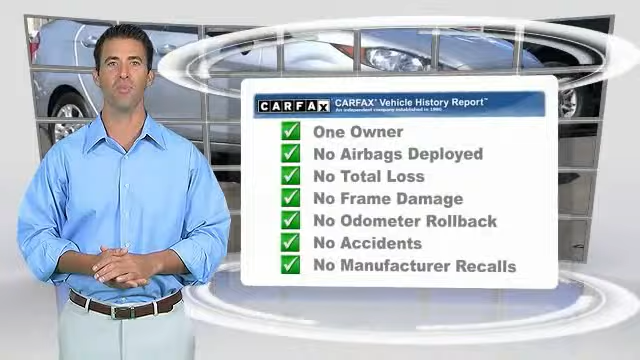 CARFAX CARFAX® Vehicle History Report™
An independent company established in 1986
One Owner
No Airbags Deployed
No Total Loss
No Frame Damage
No Odometer Rollback
No Accidents
No Manufacturer Recalls